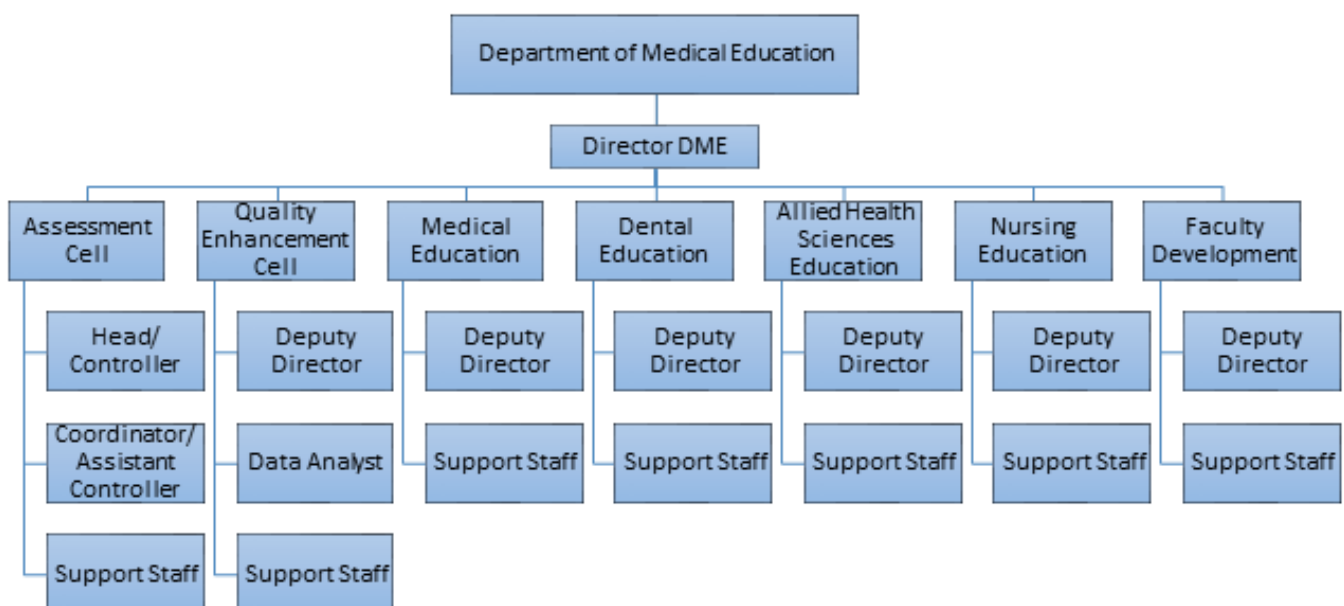 Department of Medical Education
Director DME
Assessment
Cell
Quality
Enhancement
Cell
Medical
Education
Dental
Education
Allied Health
Sciences
Education
Nursing
Education
Faculty
Development
Head/
Controller
Deputy
Director
Deputy
Director
Deputy
Director
Deputy
Director
Deputy
Director
Deputy
Director
Coordinator/
Assistant
Controller
Data Analyst
Support Staff
Support Staff
Support Staff
Support Staff
Support Staff
Support Staff
Support Staff